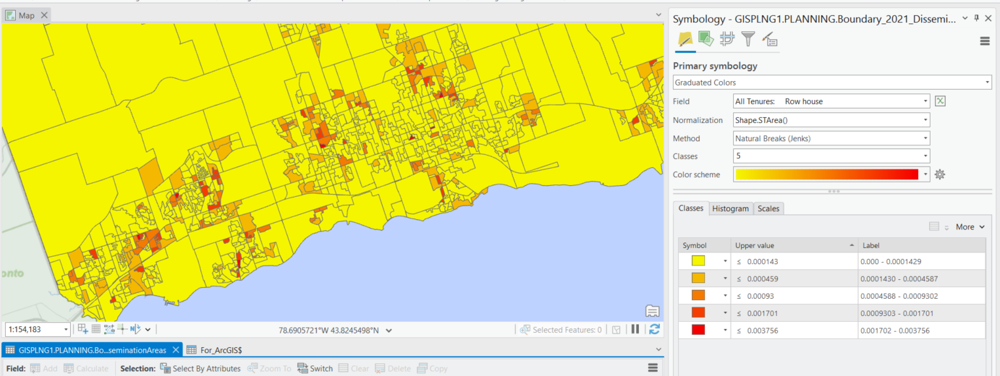 Map
Symbology - GISPLNG1.PLANNING.Boundary_2021_Dissemi...
Primary symbology
Graduated Colors
Field All Tenures: Row house
Normalization Shape.STArea()
Method Natural Breaks (Jenks)
Classes 5
Color scheme
Classes Histogram Scales
More
Symbol Upper value Label
≤ 0.000143 0.000 - 0.0001429
≤ 0.000459 0.0001430 - 0.0004587
≤ 0.00093 0.0004588 - 0.0009302
≤ 0.001701 0.0009303 - 0.001701
≤ 0.003756 0.001702 - 0.003756
onto
1:154,183
N
78.6905721°W 43.8245498°N
Selected Features: 0
GISPLNG1.PLANNING.Bo...seminationAreas
For_ArcGIS$
Field: Add Calculate Selection: Select By Attributes Zoom To Switch Clear Delete Copy